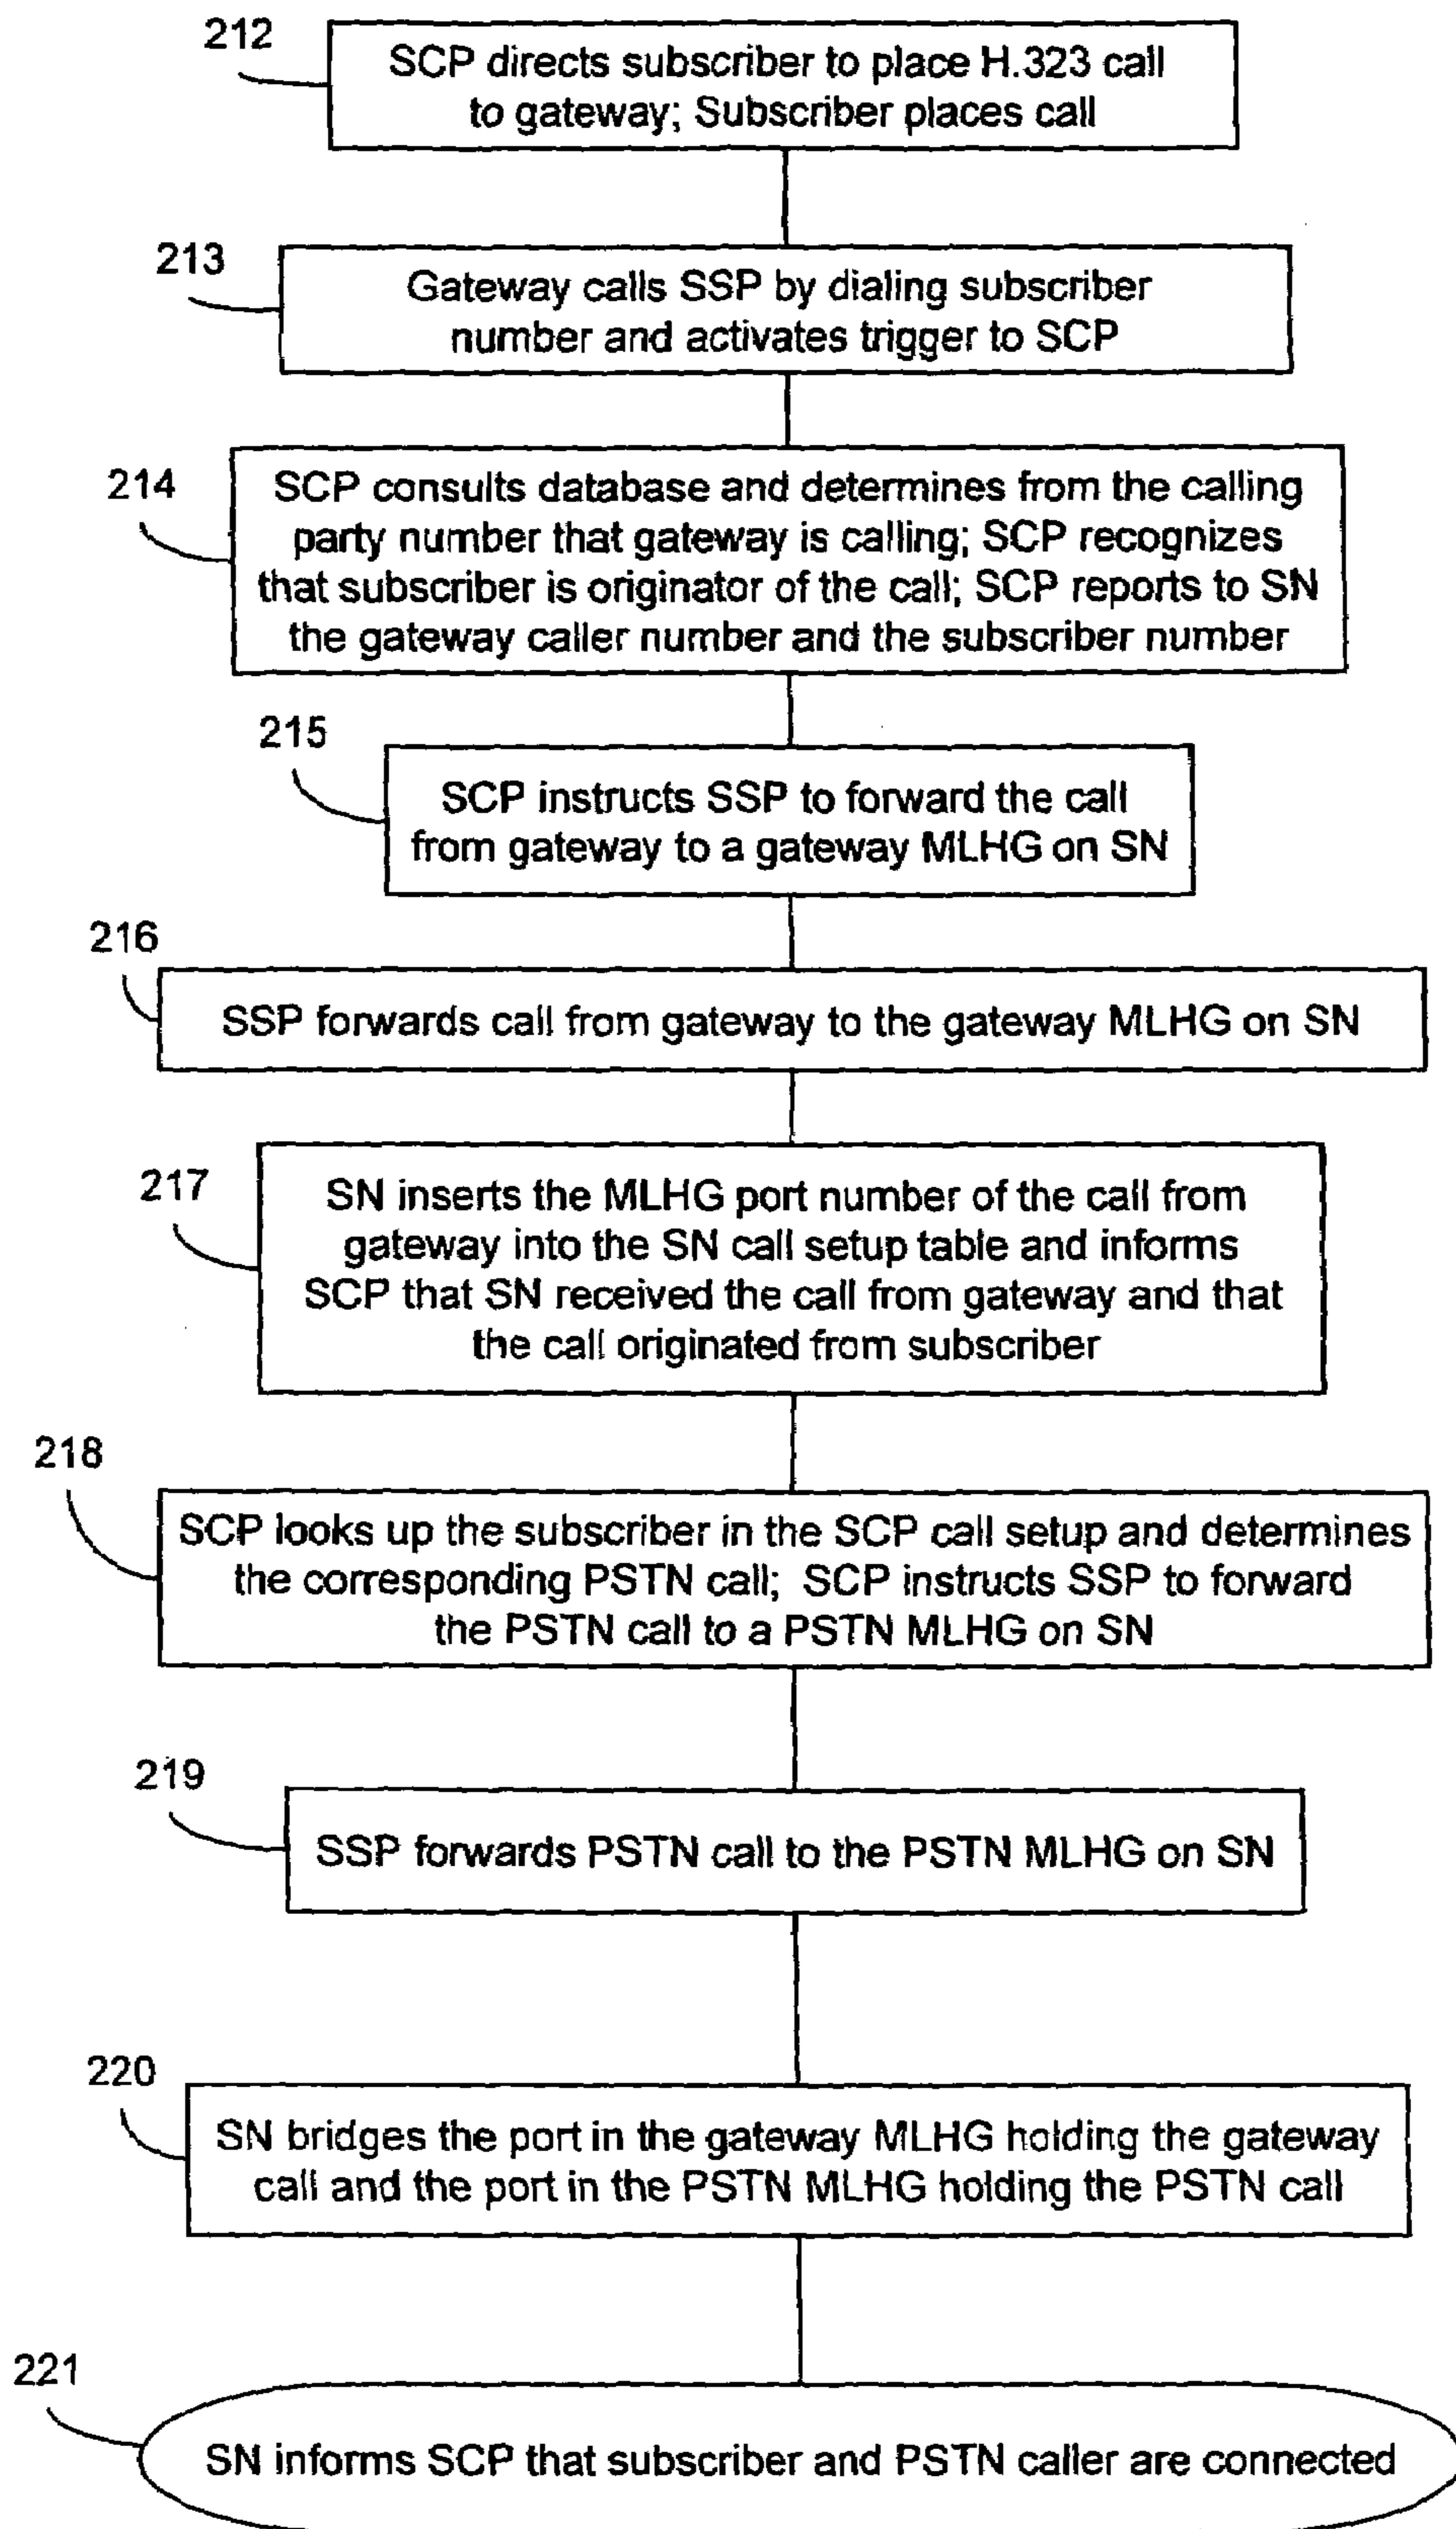 212
SCP directs subscriber to place H.323 call
to gateway; Subscriber places call
213
Gateway calls SSP by dialing subscriber
number and activates trigger to SCP
214
SCP consults database and determines from the calling
party number that gateway is calling; SCP recognizes
that subscriber is originator of the call; SCP reports to SN
the gateway caller number and the subscriber number
215
SCP instructs SSP to forward the call
from gateway to a gateway MLHG on SN
216
SSP forwards call from gateway to the gateway MLHG on SN
217
SN inserts the MLHG port number of the call from
gateway into the SN call setup table and informs
SCP that SN received the call from gateway and that
the call originated from subscriber
218
SCP looks up the subscriber in the SCP call setup and determines
the corresponding PSTN call; SCP instructs SSP to forward
the PSTN call to a PSTN MLHG on SN
219
SSP forwards PSTN call to the PSTN MLHG on SN
220
SN bridges the port in the gateway MLHG holding the gateway
call and the port in the PSTN MLHG holding the PSTN call
221
SN informs SCP that subscriber and PSTN caller are connected